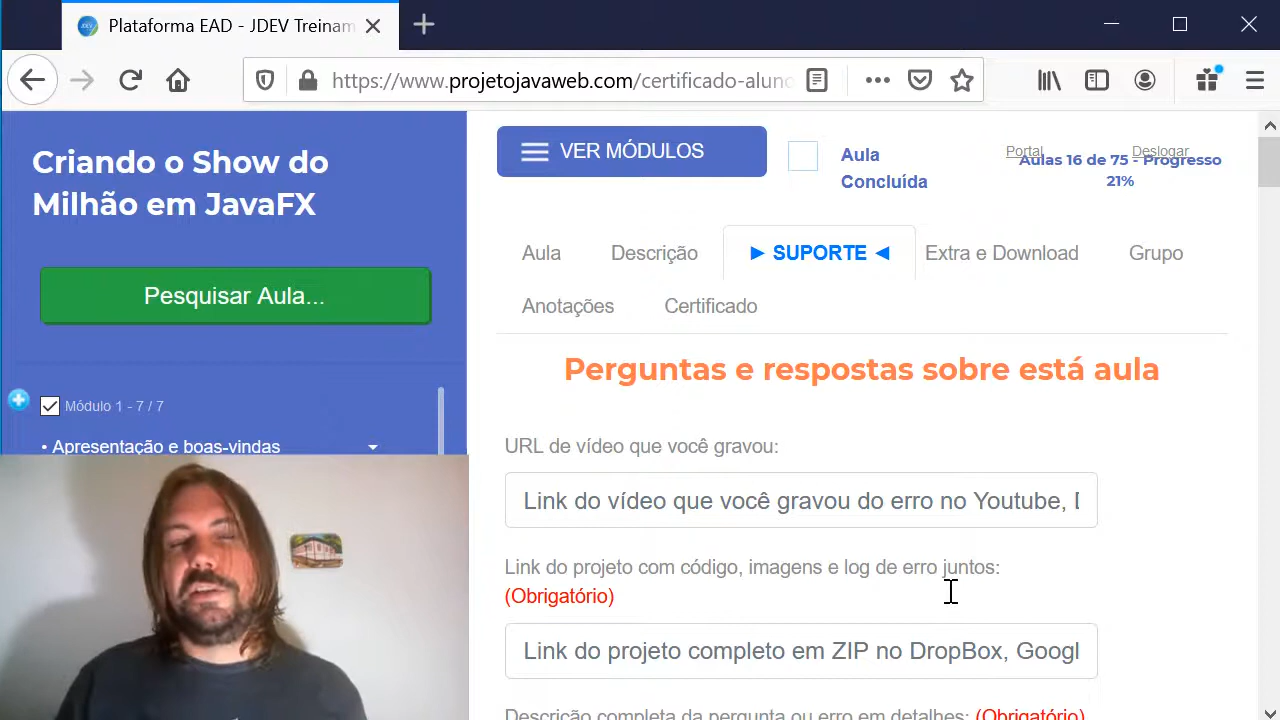 Plataforma EAD - JDEV Treinam
https://www.projetojavaweb.com/certificado-aluno
Criando o Show do
Milhão em JavaFX
Pesquisar Aula...
Módulo 1 - 7 / 7
• Apresentação e boas-vindas
VER MÓDULOS
Aula
Concluída
Portal
Deslogar
Aulas 16 de 75 - Progresso
21%
Aula
Descrição
► SUPORTE ◄
Extra e Download
Grupo
Anotações
Certificado
Perguntas e respostas sobre está aula
URL de vídeo que você gravou:
Link do vídeo que você gravou do erro no Youtube,
Link do projeto com código, imagens e log de erro juntos:
(Obrigatório)
Link do projeto completo em ZIP no DropBox, Googl
Descrição completa da pergunta ou erro em detalhes: (Obrigatório)